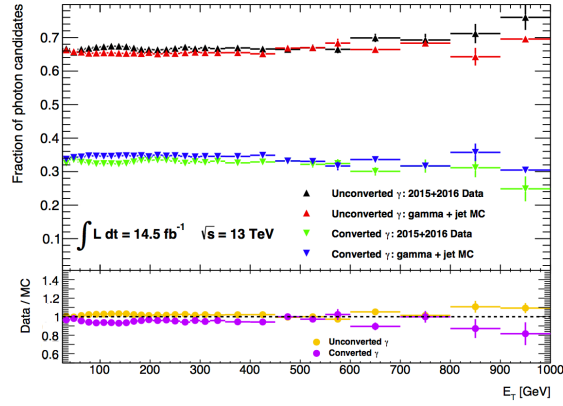 Fraction of photon candidates
0.7
0.6
0.5
0.4
0.3
0.2
0.1
Unconverted γ: 2015+2016 Data
Unconverted γ: gamma + jet MC
Converted γ: 2015+2016 Data
Converted γ: gamma + jet MC
∫ L dt = 14.5 fb⁻¹ √s = 13 TeV
Data / MC
1.4
1.2
1
0.8
0.6
Unconverted γ
Converted γ
100 200 300 400 500 600 700 800 900 1000
E_T [GeV]